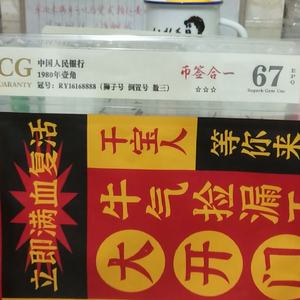 CG
GUARANTY
中国人民银行
1980年壹角
冠号: RY16168888 (狮子号 倒置号 数三)
币签合一
☆☆☆
67
EPQ
Superb Gem Unc
立即满血复活
千宝人
等你来
牛气捡漏
大开门